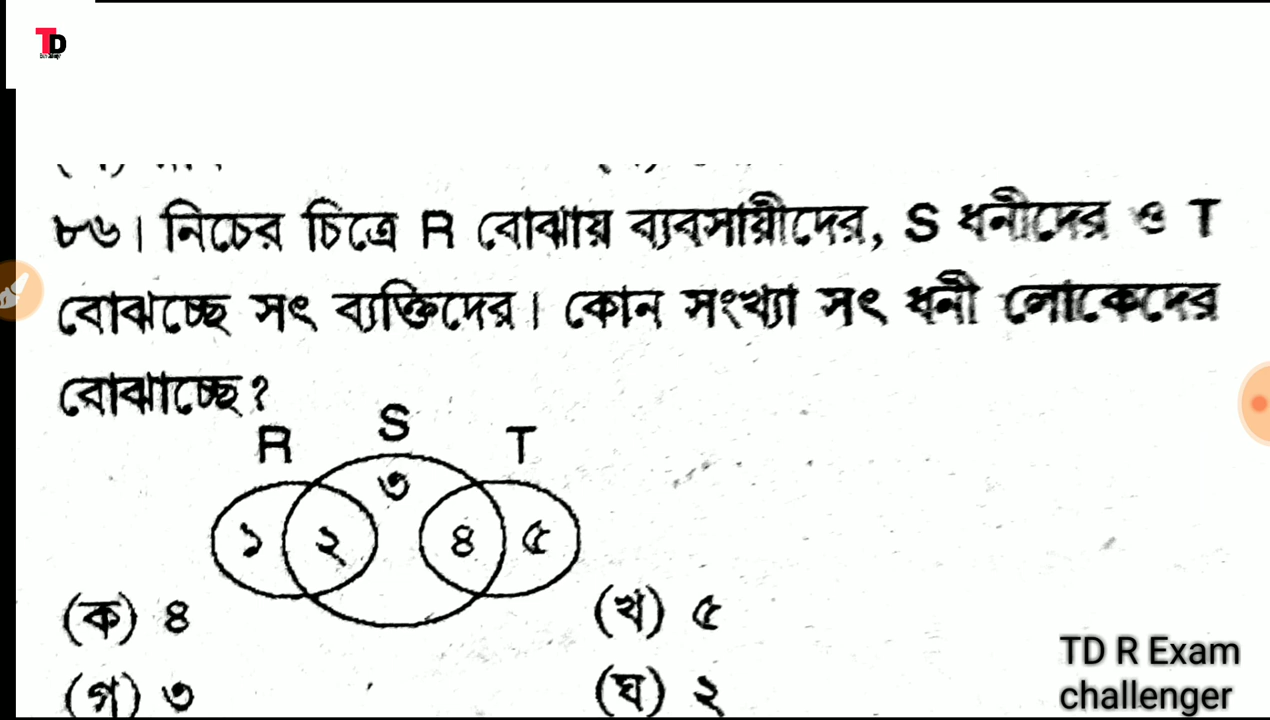 TD
৮৬। নিচের চিত্রে R বোঝায় ব্যবসায়ীদের, S ধনীদের ও T
বোঝচ্ছে সৎ ব্যক্তিদের। কোন সংখ্যা সৎ ধনী লোকেদের
বোঝাচ্ছে?
R S T
১ ২ ৩ ৪ ৫
(ক) ৪ (খ) ৫
(গ) ৩ (ঘ) ২
TD R Exam
challenger